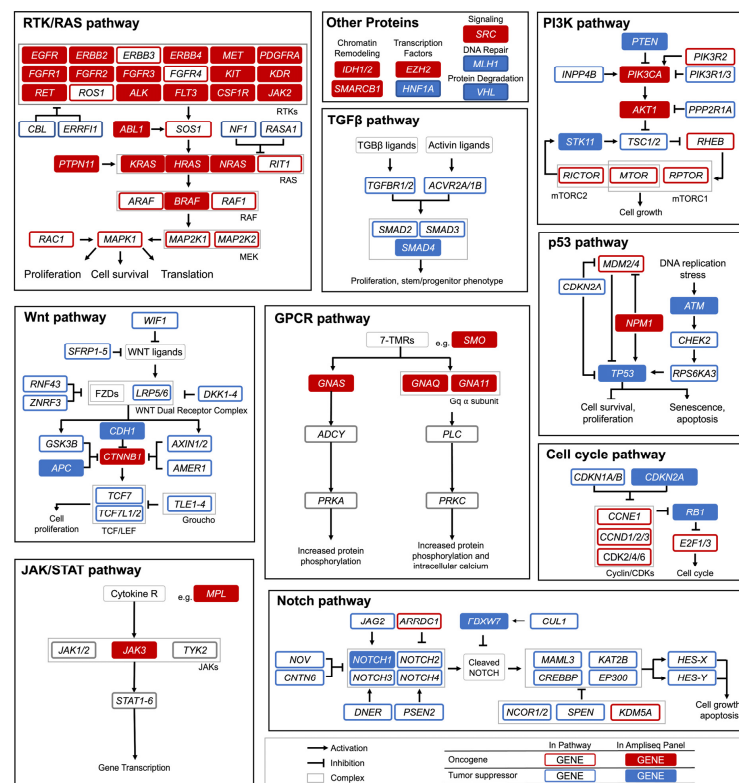 RTK/RAS pathway
EGFR ERBB2 ERBB3 ERBB4 MET PDGFRA
FGFR1 FGFR2 FGFR3 FGFR4 KIT KDR
RET ROS1 ALK FLT3 CSF1R JAK2
RTKs
CBL ERRFI1 ABL1 SOS1 NF1 RASA1
PTPN11 KRAS HRAS NRAS RIT1
RAS
ARAF BRAF RAF1
RAF
RAC1 MAPK1 MAP2K1 MAP2K2
MEK
Proliferation Cell survival Translation
Other Proteins
Chromatin
Remodeling
IDH1/2
SMARCB1
Transcription
Factors
EZH2
HNF1A
Signaling
SRC
DNA Repair
MLH1
Protein Degradation
VHL
TGFβ pathway
TGBβ ligands Activin ligands
TGFBR1/2 ACVR2A/1B
SMAD2 SMAD3
SMAD4
Proliferation, stem/progenitor phenotype
PI3K pathway
PTEN
PIK3R2
INPP4B PIK3CA PIK3R1/3
AKT1 PPP2R1A
STK11 TSC1/2 RHEB
RICTOR MTOR RPTOR
mTORC2 mTORC1
Cell growth
p53 pathway
MDM2/4
DNA replication
stress
CDKN2A
ATM
NPM1
CHEK2
TP53 RPS6KA3
Cell survival,
proliferation
Senescence,
apoptosis
Wnt pathway
WIF1
SFRP1-5 WNT ligands
RNF43
ZNRF3
FZDs LRP5/6 DKK1-4
WNT Dual Receptor Complex
CDH1
GSK3B AXIN1/2
APC CTNNB1 AMER1
TCF7
TCF7L1/2 TLE1-4
Groucho
TCF/LEF
Cell
proliferation
GPCR pathway
7-TMRs e.g. SMO
GNAS GNAQ GNA11
Gq α subunit
ADCY PLC
PRKA PRKC
Increased protein
phosphorylation
Increased protein
phosphorylation and
intracellular calcium
Cell cycle pathway
CDKN1A/B CDKN2A
CCNE1
CCND1/2/3
CDK2/4/6
Cyclin/CDKs
RB1
E2F1/3
Cell cycle
JAK/STAT pathway
Cytokine R e.g. MPL
JAK1/2 JAK3 TYK2
JAKs
STAT1-6
Gene Transcription
Notch pathway
JAG2 ARRDC1 FBXW7 CUL1
NOV
CNTN6
NOTCH1 NOTCH2
NOTCH3 NOTCH4
Cleaved
NOTCH
MAML3 KAT2B
CREBBP EP300
HES-X
HES-Y
DNER PSEN2
NCOR1/2 SPEN KDM5A
Cell growth
apoptosis
Activation
Inhibition
Complex
In Pathway In Ampliseq Panel
Oncogene GENE GENE
Tumor suppressor GENE GENE